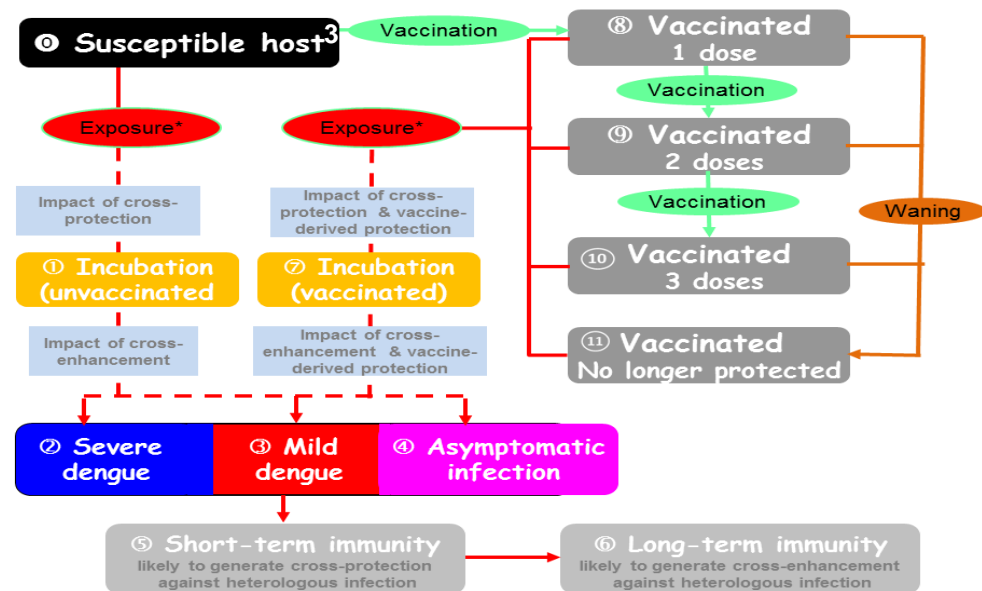 ⓪ Susceptible host3
Vaccination
⑧ Vaccinated
1 dose
Vaccination
Exposure*
Exposure*
⑨ Vaccinated
2 doses
Impact of cross-
protection
Impact of cross-
protection & vaccine-
derived protection
Vaccination
Waning
① Incubation
(unvaccinated
⑦ Incubation
(vaccinated)
⑩ Vaccinated
3 doses
Impact of cross-
enhancement
Impact of cross-
enhancement & vaccine-
derived protection
⑪ Vaccinated
No longer protected
② Severe
dengue
③ Mild
dengue
④ Asymptomatic
infection
⑤ Short-term immunity
likely to generate cross-protection
against heterologous infection
⑥ Long-term immunity
likely to generate cross-enhancement
against heterologous infection